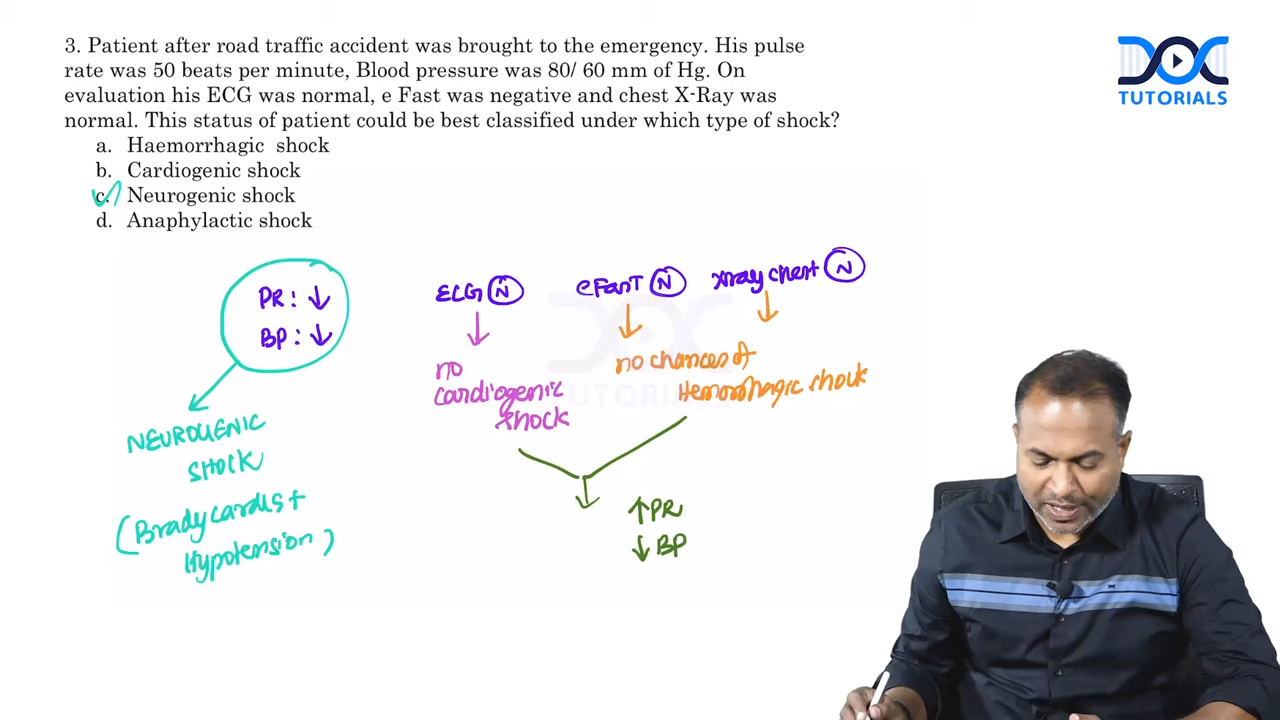 3. Patient after road traffic accident was brought to the emergency. His pulse
rate was 50 beats per minute, Blood pressure was 80/ 60 mm of Hg. On
evaluation his ECG was normal, e Fast was negative and chest X-Ray was
normal. This status of patient could be best classified under which type of shock?
a. Haemorrhagic shock
b. Cardiogenic shock
c. Neurogenic shock
d. Anaphylactic shock
DOC
TUTORIALS
PR: ↓
BP: ↓
NEUROGENIC
SHOCK
(Bradycardia +
Hypotension)
ECG N
eFast N
xray chest N
no
cardiogenic
shock
no chances of
Hemorrhagic shock
↑PR
↓BP
DOC
TUTORIALS